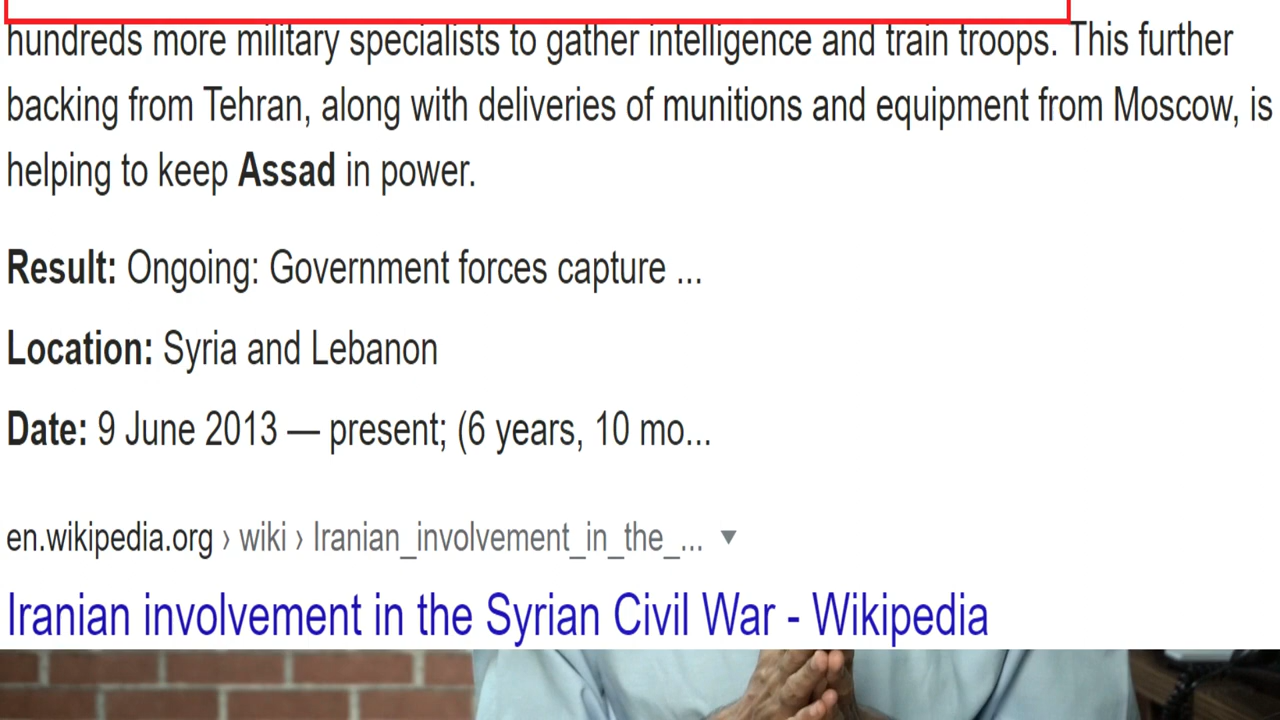 hundreds more military specialists to gather intelligence and train troops. This further
backing from Tehran, along with deliveries of munitions and equipment from Moscow, is
helping to keep Assad in power.
Result: Ongoing: Government forces capture ...
Location: Syria and Lebanon
Date: 9 June 2013 — present; (6 years, 10 mo...
en.wikipedia.org › wiki › Iranian_involvement_in_the_... ▼
Iranian involvement in the Syrian Civil War - Wikipedia